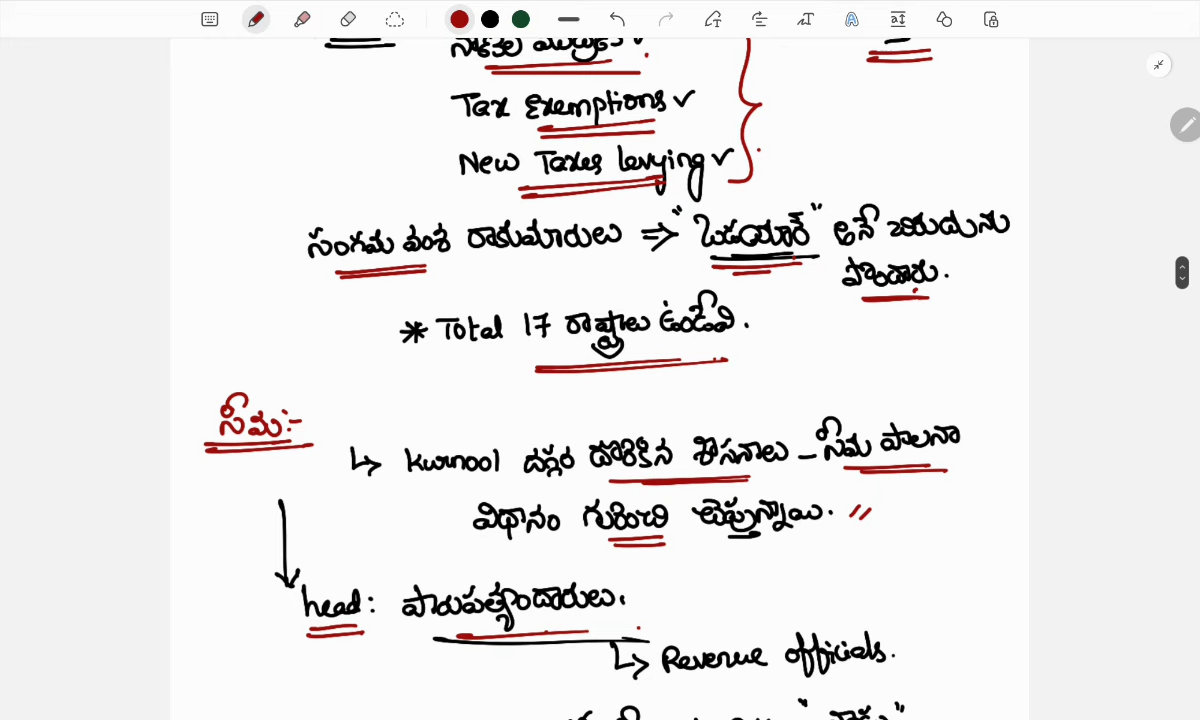 Tax Exemptions ✓
New Taxes levying ✓
సంగమ వంశ రాకుమారులు ⇒ "ఒడయార్" అనే బిరుదును
పొందారు.
* Total 17 రాష్ట్రాలు ఉండేవి.
సీమ:-
↳ Kurnool దగ్గర దొరికిన శాసనాలు - సీమ పాలనా
విధానం గురించి చెప్తున్నాయి.
head: పారుపత్యందారులు.
↳ Revenue officials.